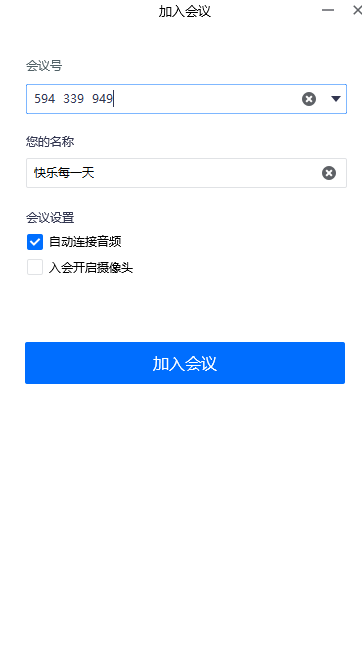 加入会议
会议号
594 339 949
您的名称
快乐每一天
会议设置
自动连接音频
入会开启摄像头
加入会议